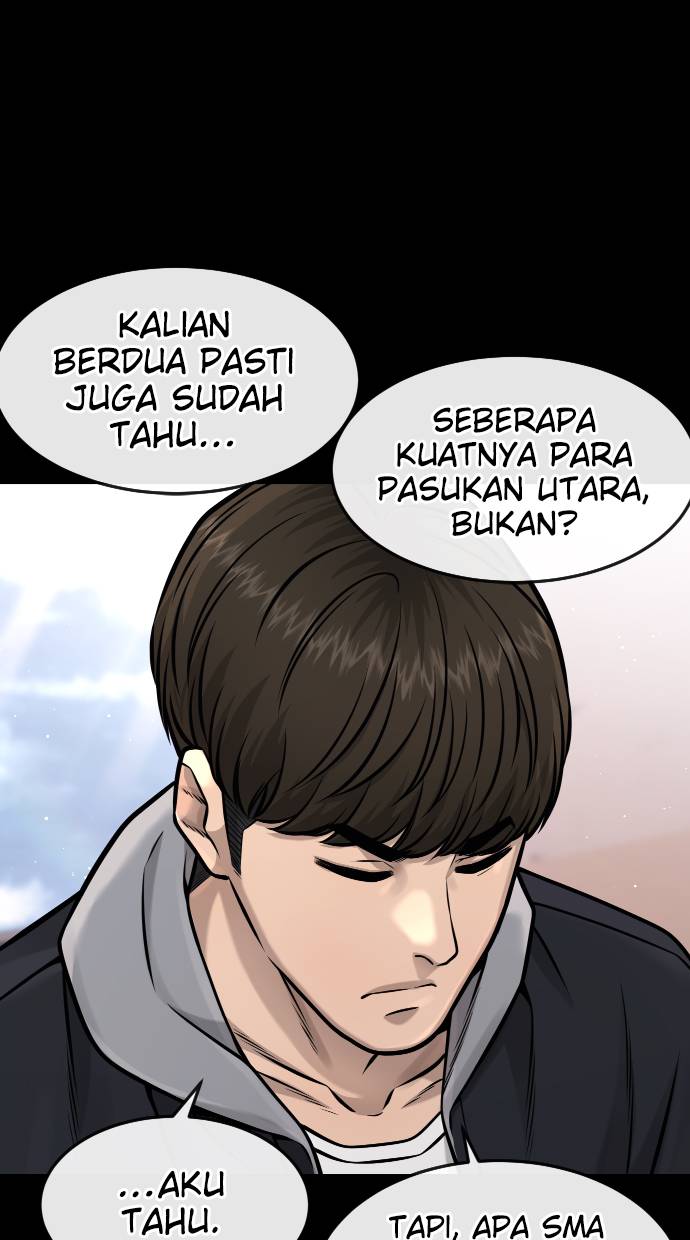 KALIAN
BERDUA PASTI
JUGA SUDAH
TAHU...
SEBERAPA
KUATNYA PARA
PASUKAN UTARA,
BUKAN?
...AKU
TAHU.
TAPI, APA SMA